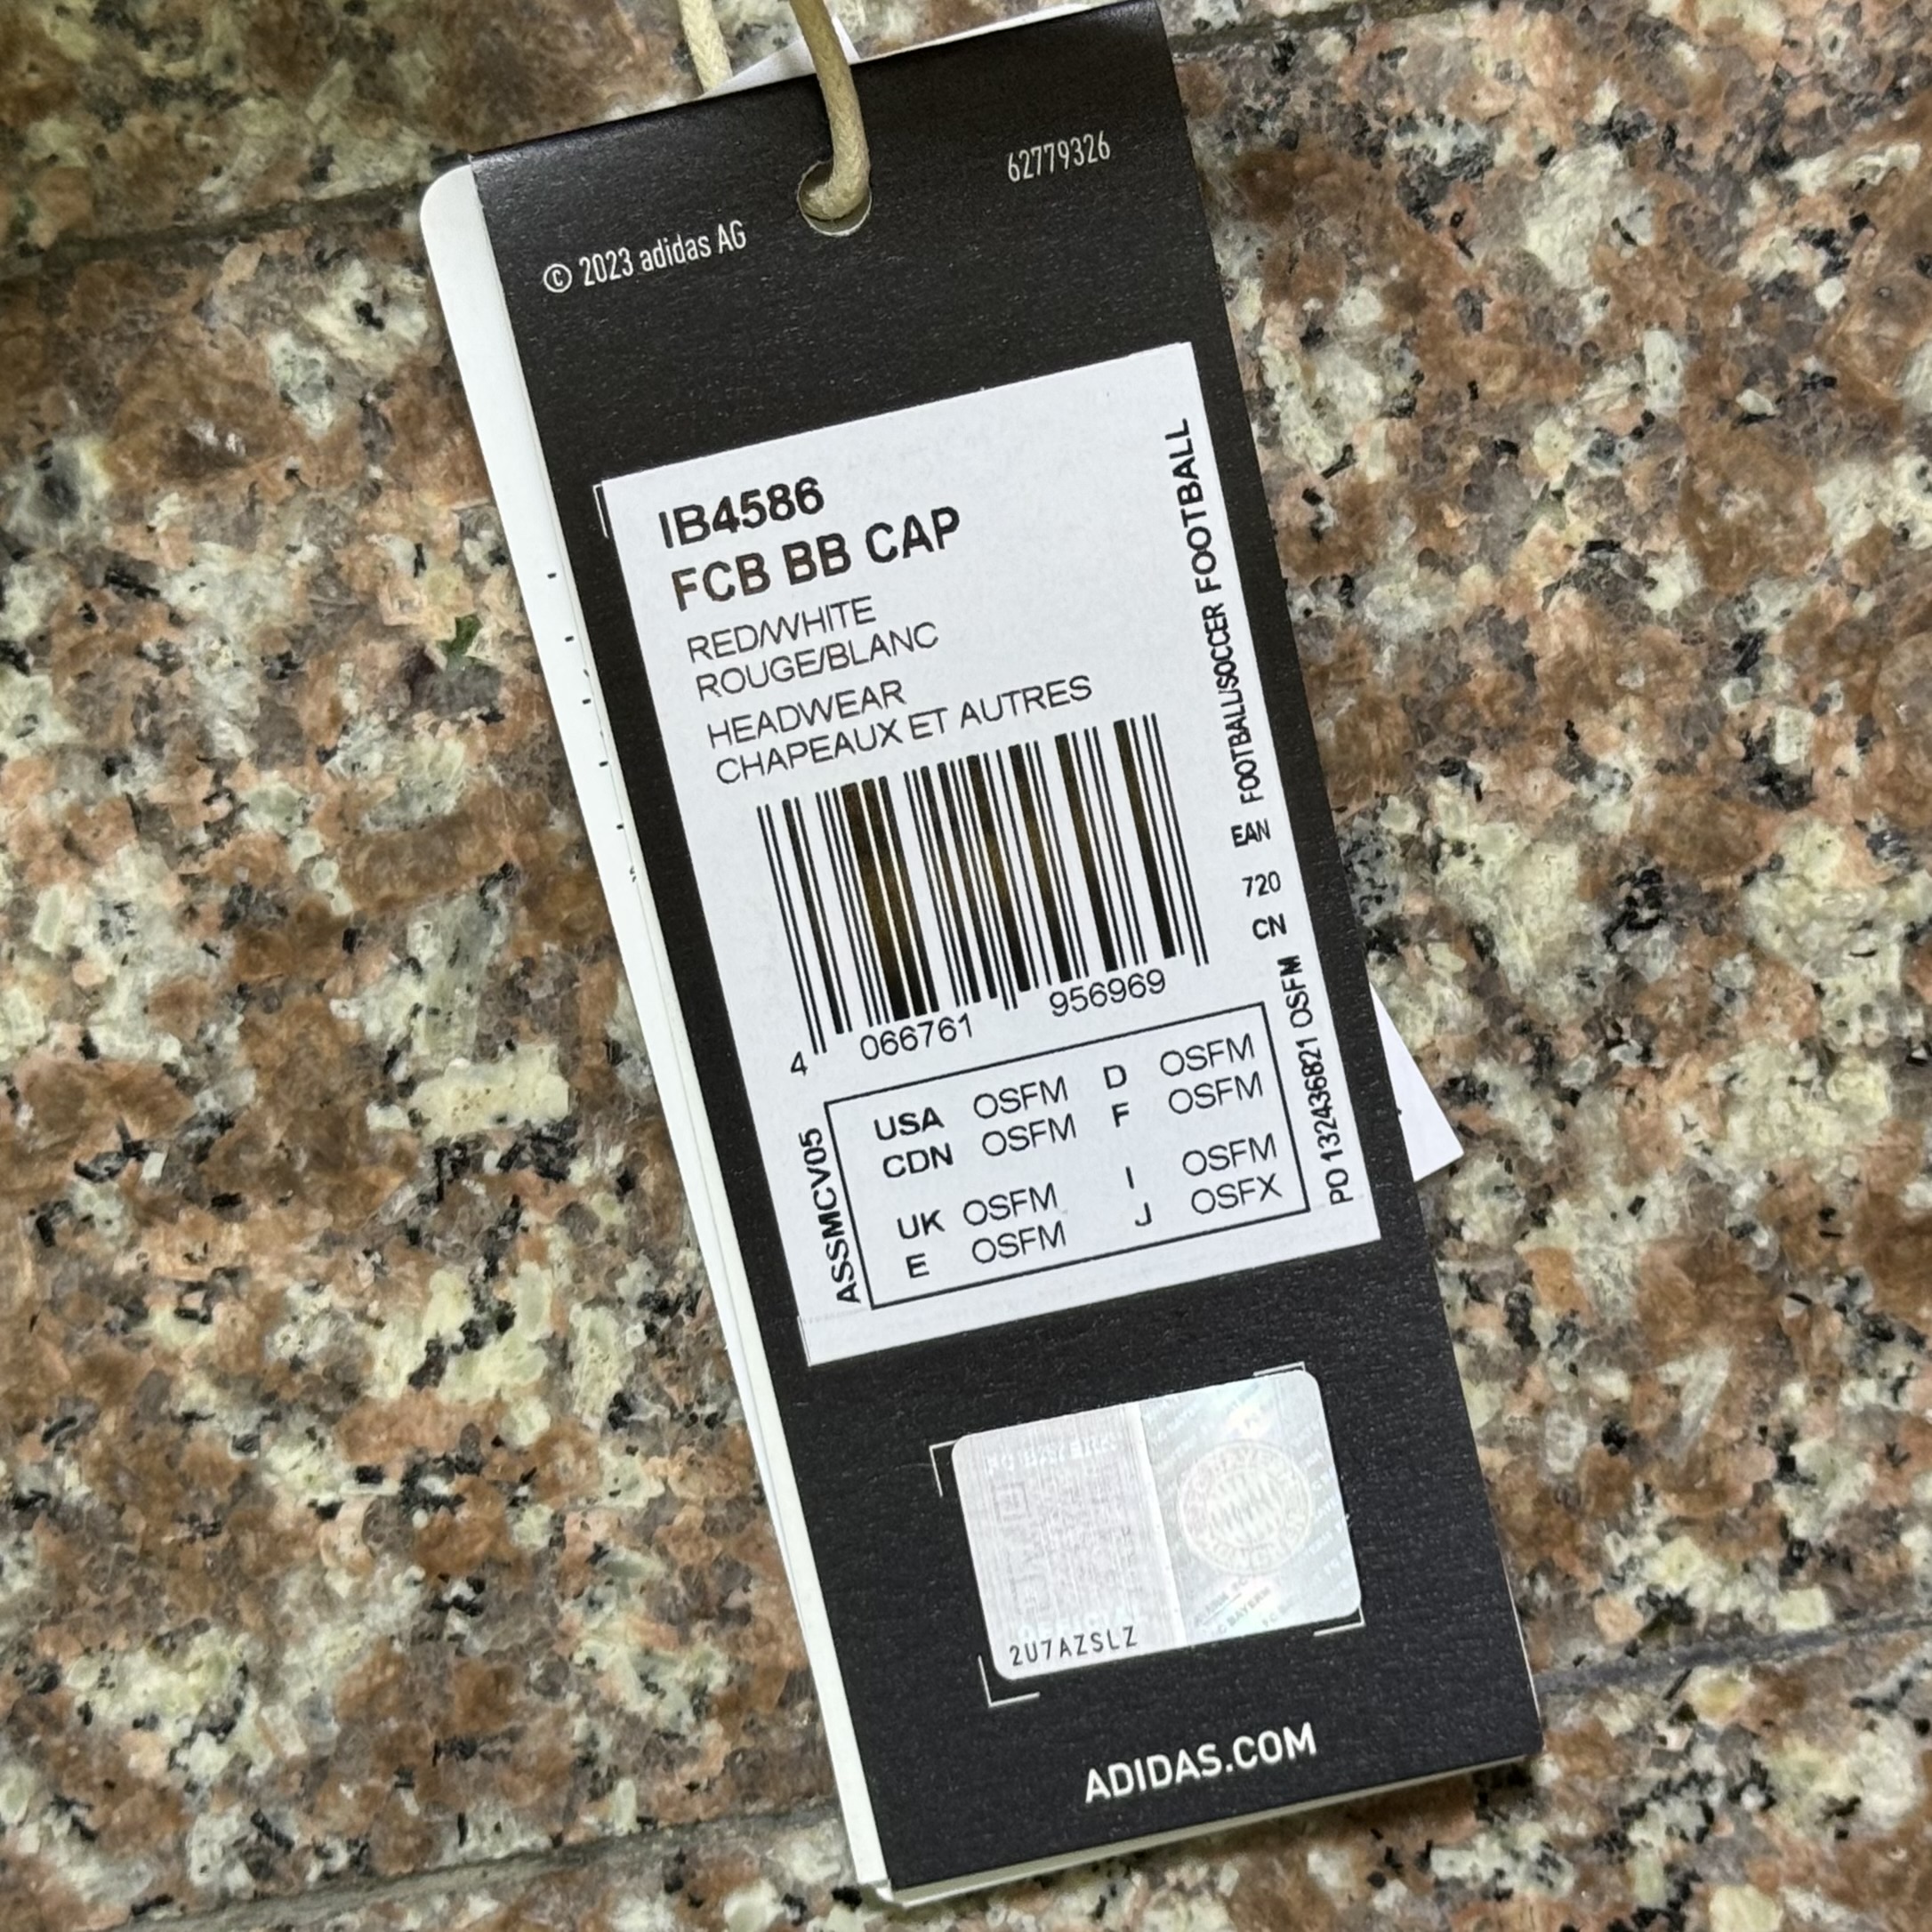 62779326
© 2023 adidas AG
IB4586
FCB BB CAP
RED/WHITE
ROUGE/BLANC
HEADWEAR
CHAPEAUX ET AUTRES
4 066761 956969
FOOTBALL/SOCCER FOOTBALL
EAN
720
CN
PO 132436821 OSFM
ASSMCV05
USA OSFM D OSFM
CDN OSFM F OSFM
UK OSFM I OSFM
E OSFM J OSFX
2U7AZSLZ
ADIDAS.COM